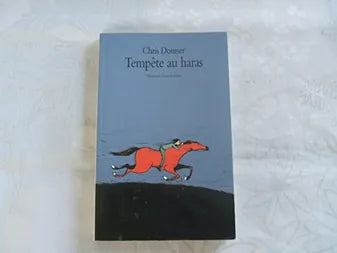 Chris Donner
Tempête au haras